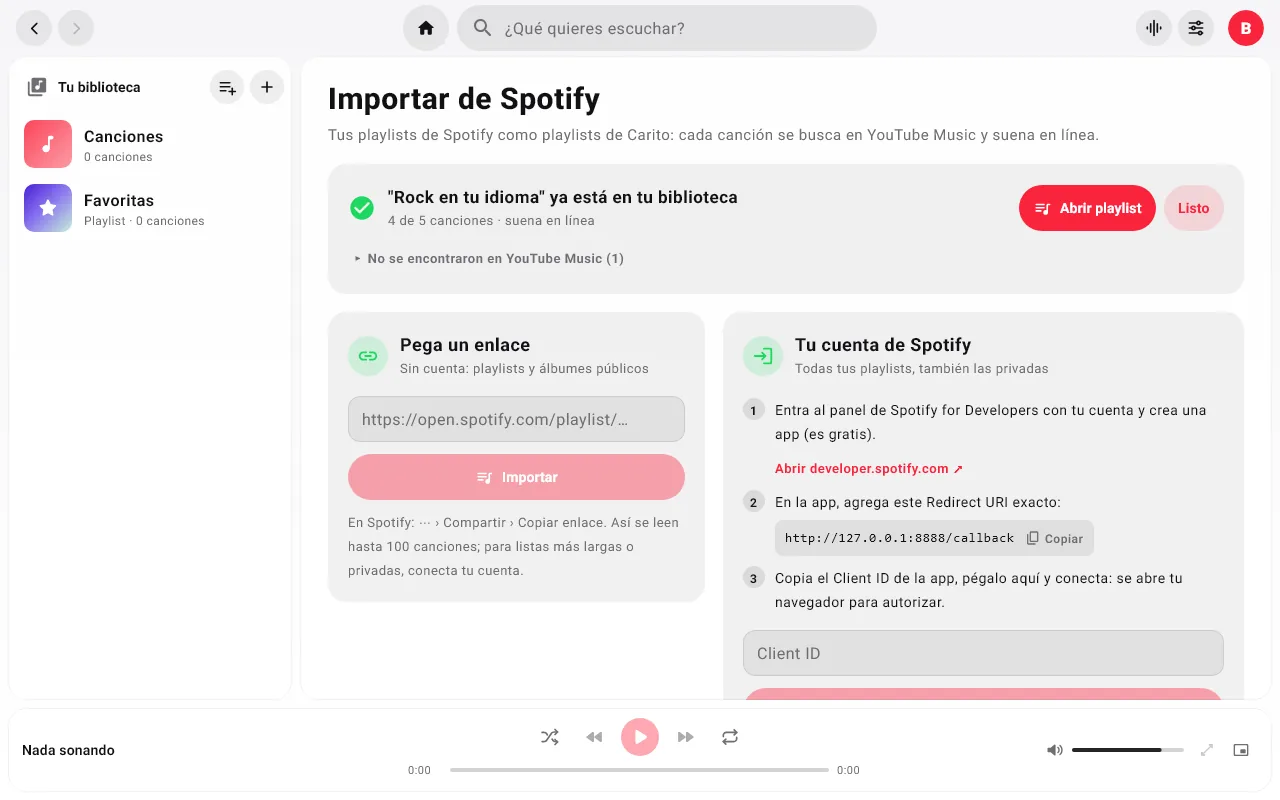 ¿Qué quieres escuchar?
B
Tu biblioteca
Canciones
0 canciones
Favoritas
Playlist · 0 canciones
Importar de Spotify
Tus playlists de Spotify como playlists de Carito: cada canción se busca en YouTube Music y suena en línea.
"Rock en tu idioma" ya está en tu biblioteca
4 de 5 canciones · suena en línea
Abrir playlist
Listo
▸ No se encontraron en YouTube Music (1)
Pega un enlace
Sin cuenta: playlists y álbumes públicos
https://open.spotify.com/playlist/…
Importar
En Spotify: ··· › Compartir › Copiar enlace. Así se leen
hasta 100 canciones; para listas más largas o
privadas, conecta tu cuenta.
Tu cuenta de Spotify
Todas tus playlists, también las privadas
1 Entra al panel de Spotify for Developers con tu cuenta y crea una
app (es gratis).
Abrir developer.spotify.com ↗
2 En la app, agrega este Redirect URI exacto:
http://127.0.0.1:8888/callback Copiar
3 Copia el Client ID de la app, pégalo aquí y conecta: se abre tu
navegador para autorizar.
Client ID
Nada sonando
0:00
0:00